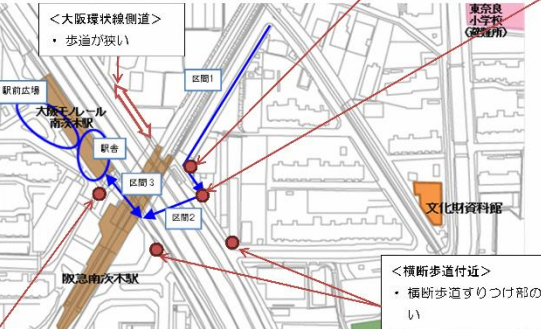 ＜大阪環状線側道＞
・ 歩道が狭い
東奈良
小学校
(避難所)
区間1
駅前広場
大阪モノレール
南茨木駅
駅舎
区間3
区間2
文化財資料館
阪急南茨木駅
＜横断歩道付近＞
・ 横断歩道すりつけ部の
い